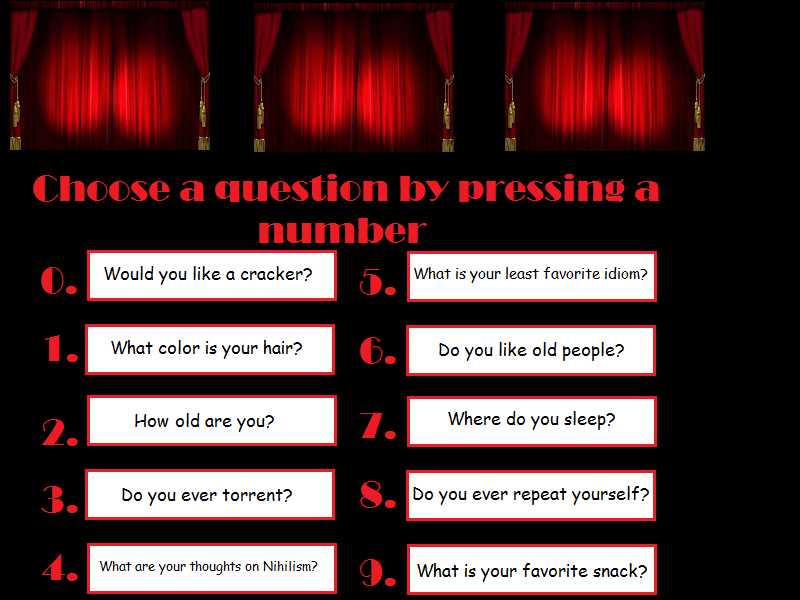 Choose a question by pressing a
number
0. Would you like a cracker?
1. What color is your hair?
2. How old are you?
3. Do you ever torrent?
4. What are your thoughts on Nihilism?
5. What is your least favorite idiom?
6. Do you like old people?
7. Where do you sleep?
8. Do you ever repeat yourself?
9. What is your favorite snack?